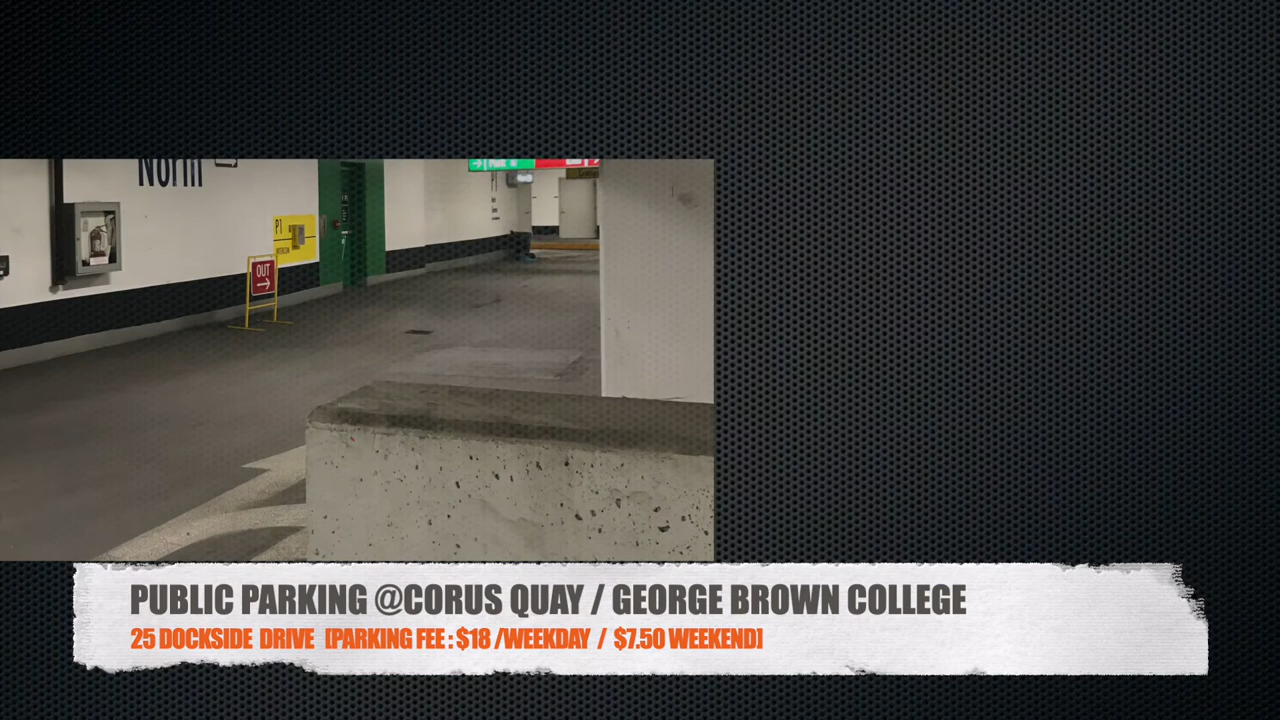 North
P1
OUT
PUBLIC PARKING @CORUS QUAY / GEORGE BROWN COLLEGE
25 DOCKSIDE DRIVE [PARKING FEE : $18 /WEEKDAY / $7.50 WEEKEND]